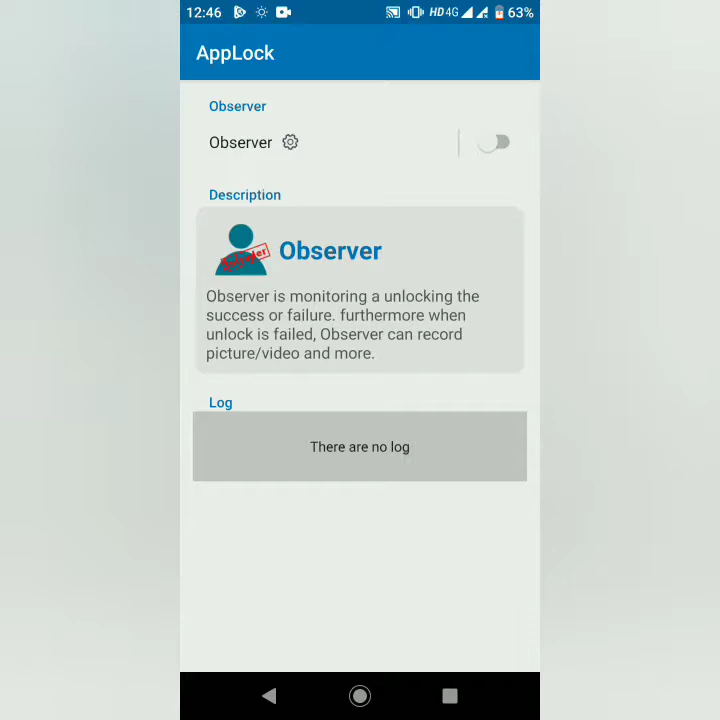 12:46 HD 4G 63%
AppLock
Observer
Observer
Description
Observer
Observer is monitoring a unlocking the
success or failure. furthermore when
unlock is failed, Observer can record
picture/video and more.
Log
There are no log